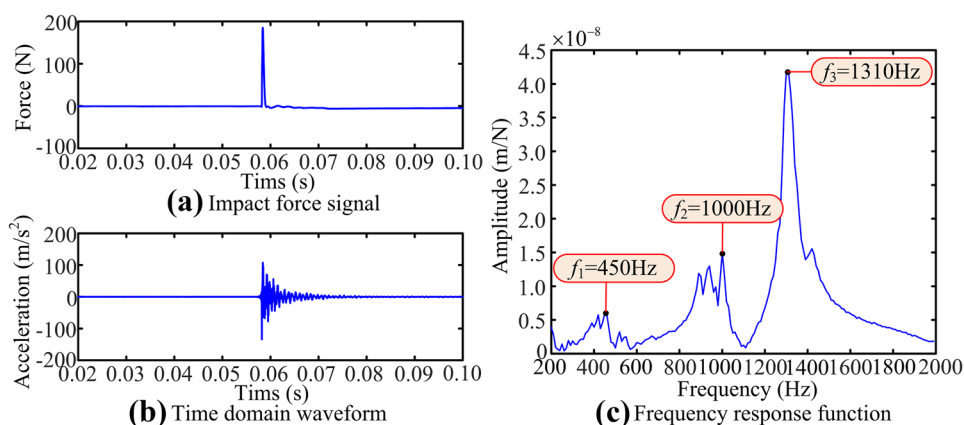 200
100
0
-100
Force (N)
0.02 0.03 0.04 0.05 0.06 0.07 0.08 0.09 0.10
Tims (s)
(a) Impact force signal
200
100
0
-100
-200
Acceleration (m/s²)
0.02 0.03 0.04 0.05 0.06 0.07 0.08 0.09 0.10
Tims (s)
(b) Time domain waveform
×10⁻⁸
4.5
4.0
3.5
3.0
2.5
2.0
1.5
1.0
0.5
0.0
Amplitude (m/N)
f₃=1310Hz
f₂=1000Hz
f₁=450Hz
200 400 600 800 1000 1200 1400 1600 1800 2000
Frequency (Hz)
(c) Frequency response function